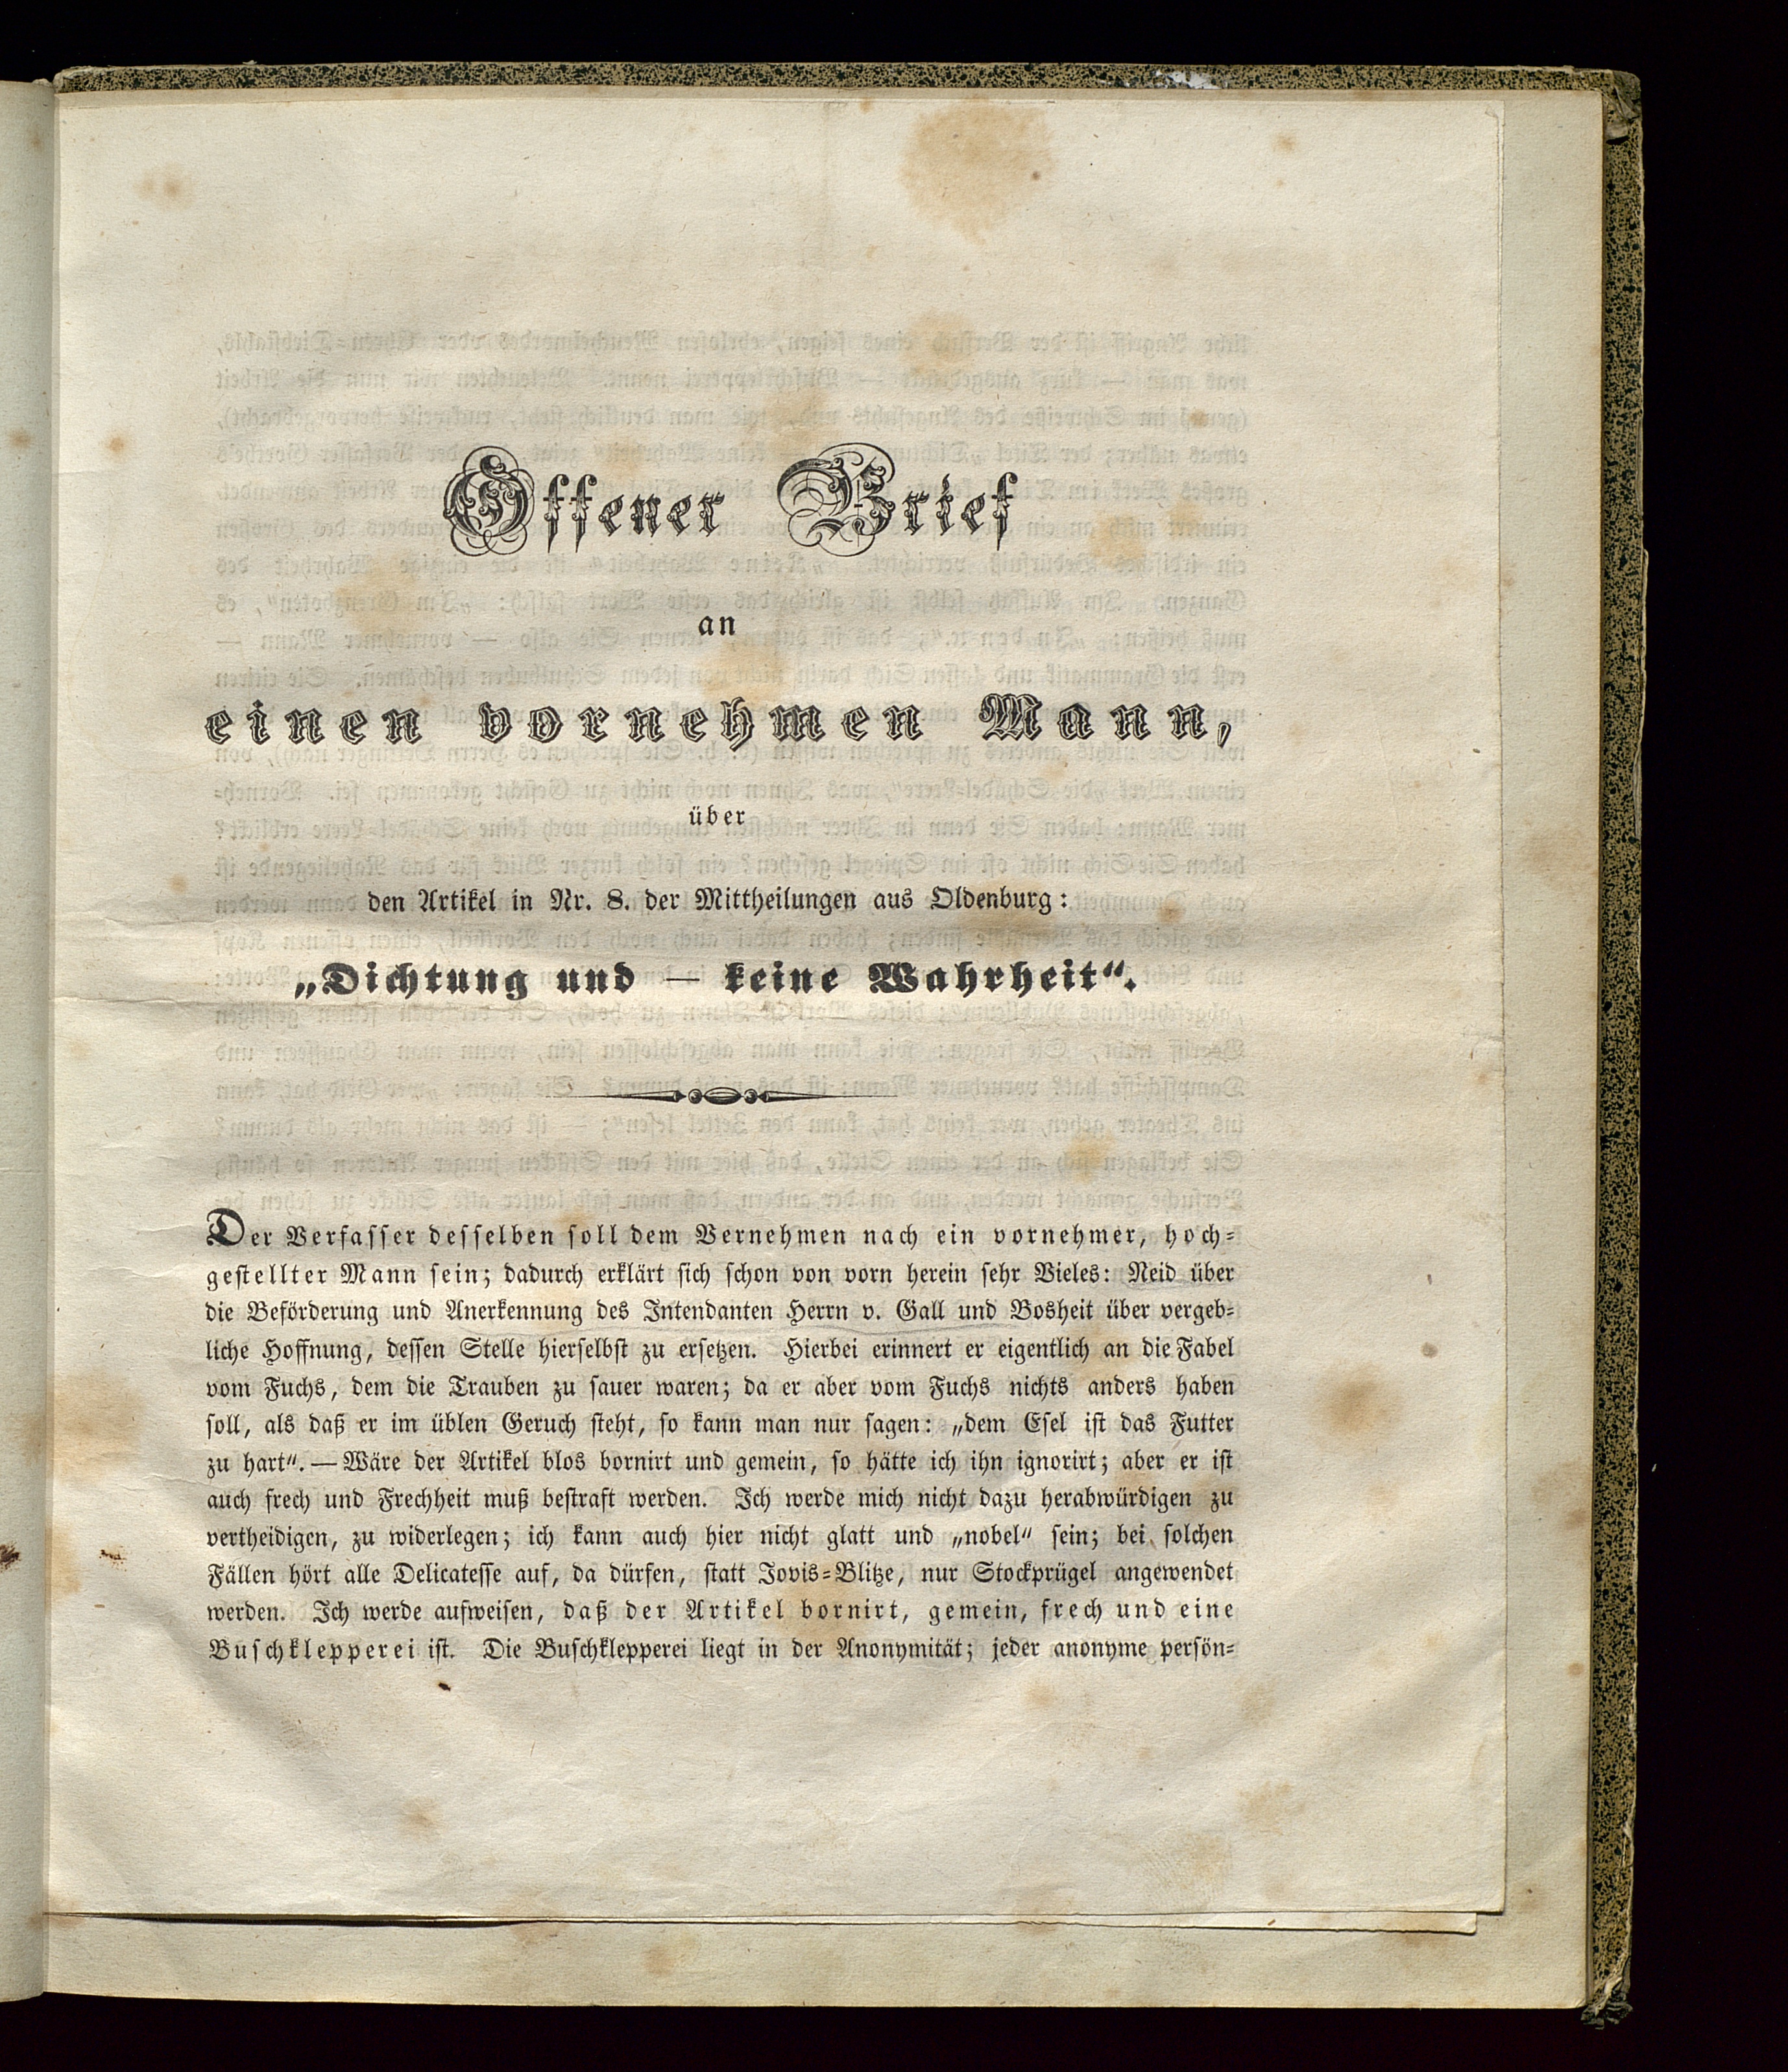 Offener Brief
an
einen vornehmen Mann,
über
den Artikel in Nr. 8. der Mittheilungen aus Oldenburg:
„Dichtung und — keine Wahrheit“.
Der Verfasser desselben soll dem Vernehmen nach ein vornehmer, hoch-
gestellter Mann sein; dadurch erklärt sich schon von vorn herein sehr Vieles: Neid über
die Beförderung und Anerkennung des Intendanten Herrn v. Gall und Bosheit über vergeb-
liche Hoffnung, dessen Stelle hierselbst zu ersetzen. Hierbei erinnert er eigentlich an die Fabel
vom Fuchs, dem die Trauben zu sauer waren; da er aber vom Fuchs nichts anders haben
soll, als daß er im üblen Geruch steht, so kann man nur sagen: „dem Esel ist das Futter
zu hart“. — Wäre der Artikel blos bornirt und gemein, so hätte ich ihn ignorirt; aber er ist
auch frech und Frechheit muß bestraft werden. Ich werde mich nicht dazu herabwürdigen zu
vertheidigen, zu widerlegen; ich kann auch hier nicht glatt und „nobel“ sein; bei solchen
Fällen hört alle Delicatesse auf, da dürfen, statt Jovis-Blitze, nur Stockprügel angewendet
werden. Ich werde aufweisen, daß der Artikel bornirt, gemein, frech und eine
Buschklepperei ist. Die Buschklepperei liegt in der Anonymität; jeder anonyme persön-